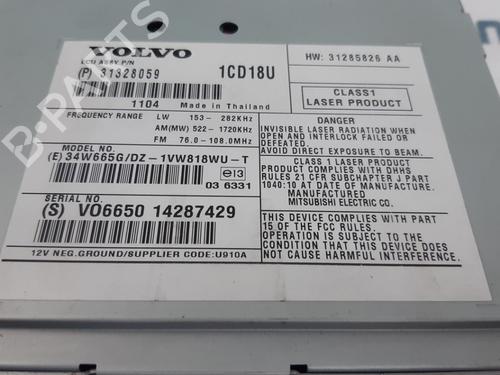 VOLVO
LCD ASSY P/N
(P) 31328059
1CD18U
1104 Made in Thailand
FREQUENCY RANGE LW 153- 282KHz
AM(MW) 522- 1720KHz
FM 76.0-108.0MHz
MODEL NO.
(E) 34W665G/DZ-1VW818WU-T
e13
03 6331
SERIAL NO.
(S) VO6650 14287429
12V NEG.GROUND/SUPPLIER CODE:U910A
HW: 31285826 AA
CLASS1
LASER PRODUCT
DANGER
INVISIBLE LASER RADIATION WHEN
OPEN AND INTERLOCK FAILED OR
DEFEATED.
AVOID DIRECT EXPOSURE TO BEAM.
CLASS 1 LASER PRODUCT
THIS PRODUCT COMPLIES WITH DHHS
RULES 21 CFR SUBCHAPTER J PART
1040:10 AT DATE OF MANUFACTURE.
MANUFACTURED:
MITSUBISHI ELECTRIC CO.
THIS DEVICE COMPLIES WITH PART
15 OF THE FCC RULES.
OPERATION IS SUBJECT TO THE
CONDITION THAT THIS DEVICE DOES
NOT CAUSE HARMFUL INTERFERENCE.
B-PARTS